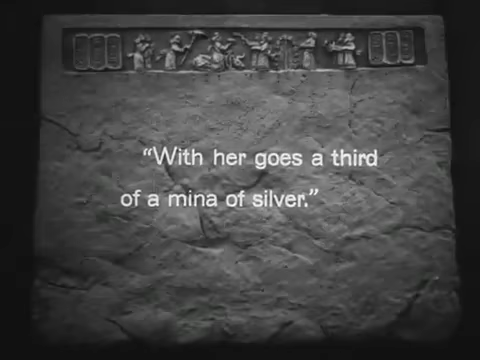 “With her goes a third
of a mina of silver.”